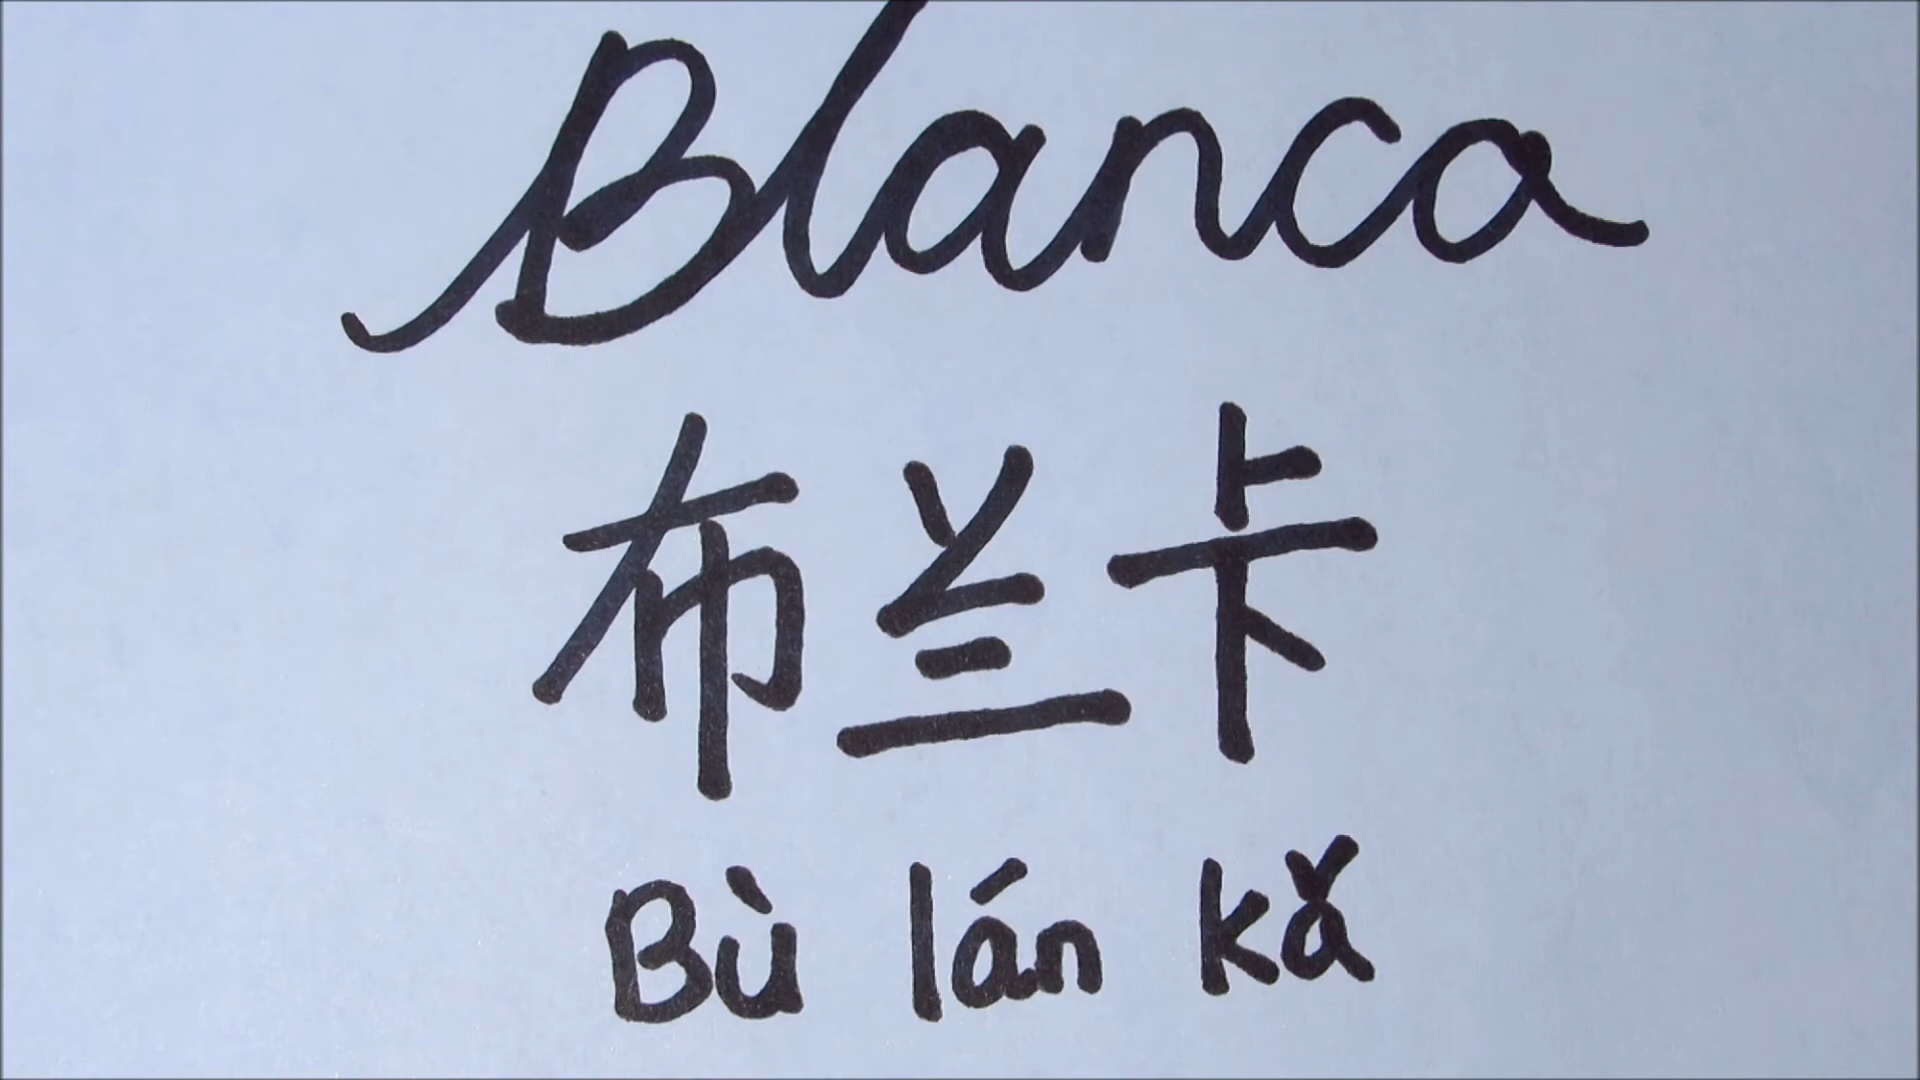 Blanca
布兰卡
Bù lán kǎ